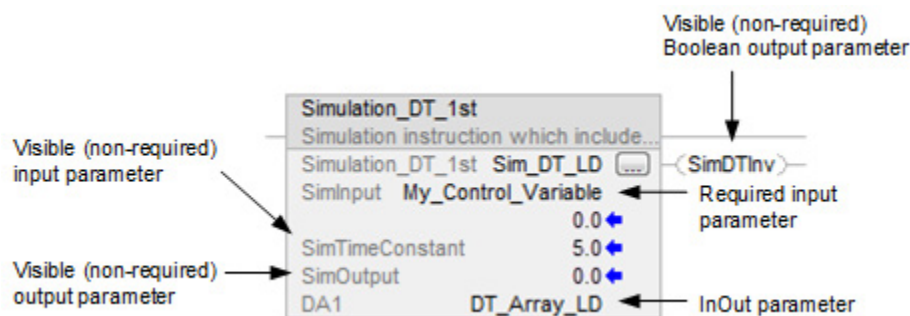 Visible (non-required)
Boolean output parameter
Simulation_DT_1st
Simulation instruction which include...
Simulation_DT_1st Sim_DT_LD ... SimDTInv
Visible (non-required)
input parameter
SimInput My_Control_Variable
Required input
parameter
0.0
SimTimeConstant 5.0
Visible (non-required)
output parameter
SimOutput 0.0
DA1 DT_Array_LD
InOut parameter